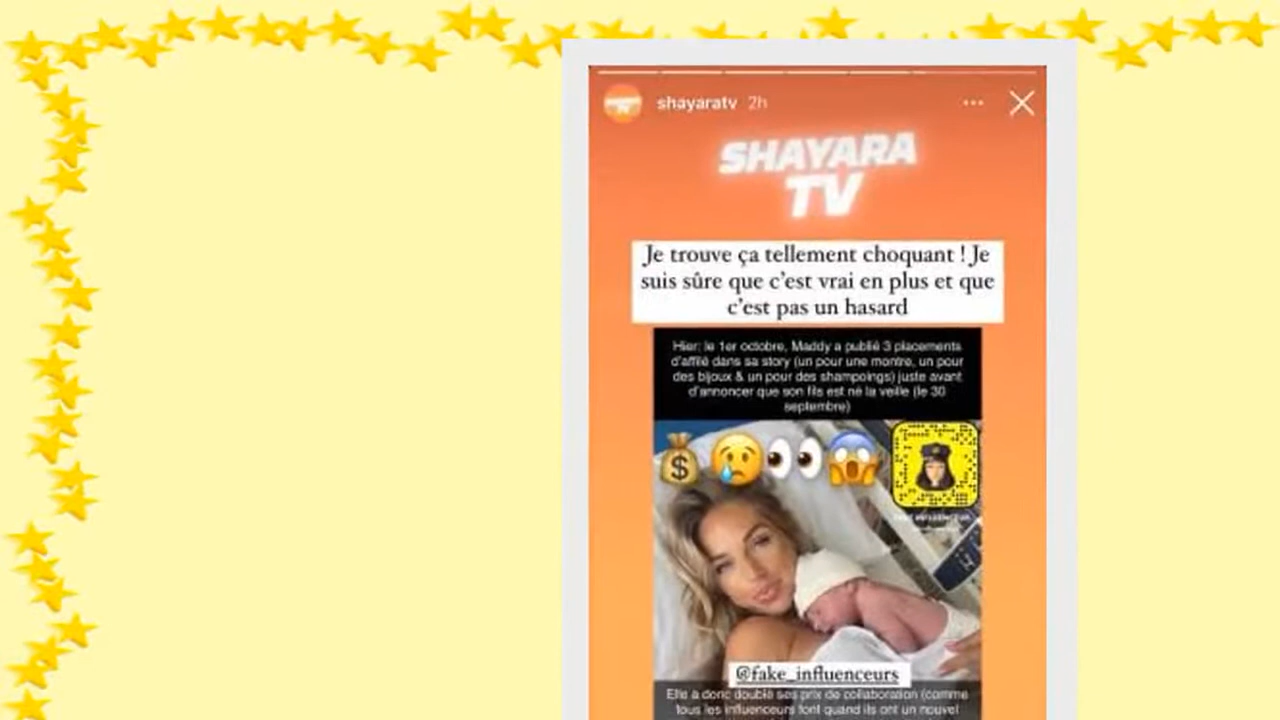 shayaratv 2h
SHAYARA
TV
Je trouve ça tellement choquant ! Je
suis sûre que c'est vrai en plus et que
c'est pas un hasard
Hier; le 1er octobre, Maddy a publié 3 placements
d'affilé dans sa story (un pour une montre, un pour
des bijoux & un pour des shampoings) juste avant
d'annoncer que son fils est né la veille (le 30
septembre)
@fake_influenceurs
Elle a donc doublé ses prix de collaboration (comme
tous les influenceurs font quand ils ont un nouvel